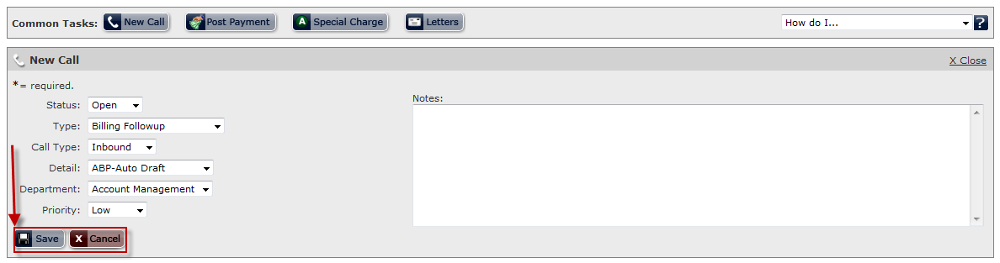 Common Tasks: New Call Post Payment A Special Charge Letters How do I... ?
New Call X Close
*= required.
Notes:
Status: Open
Type: Billing Followup
Call Type: Inbound
Detail: ABP-Auto Draft
Department: Account Management
Priority: Low
Save X Cancel